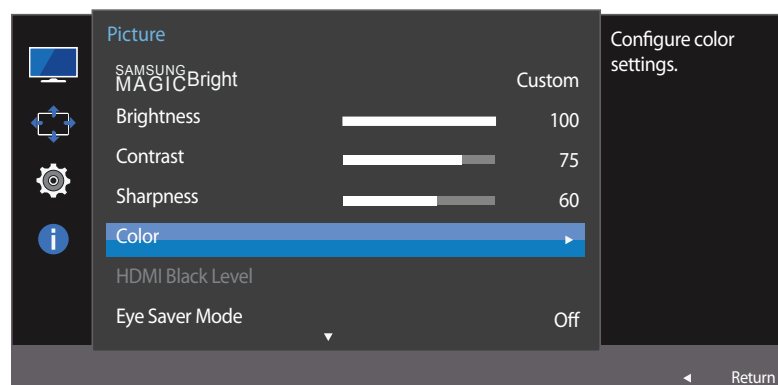 Picture
SAMSUNG
MAGICBright Custom
Brightness 100
Contrast 75
Sharpness 60
Color
HDMI Black Level
Eye Saver Mode Off
Configure color
settings.
Return